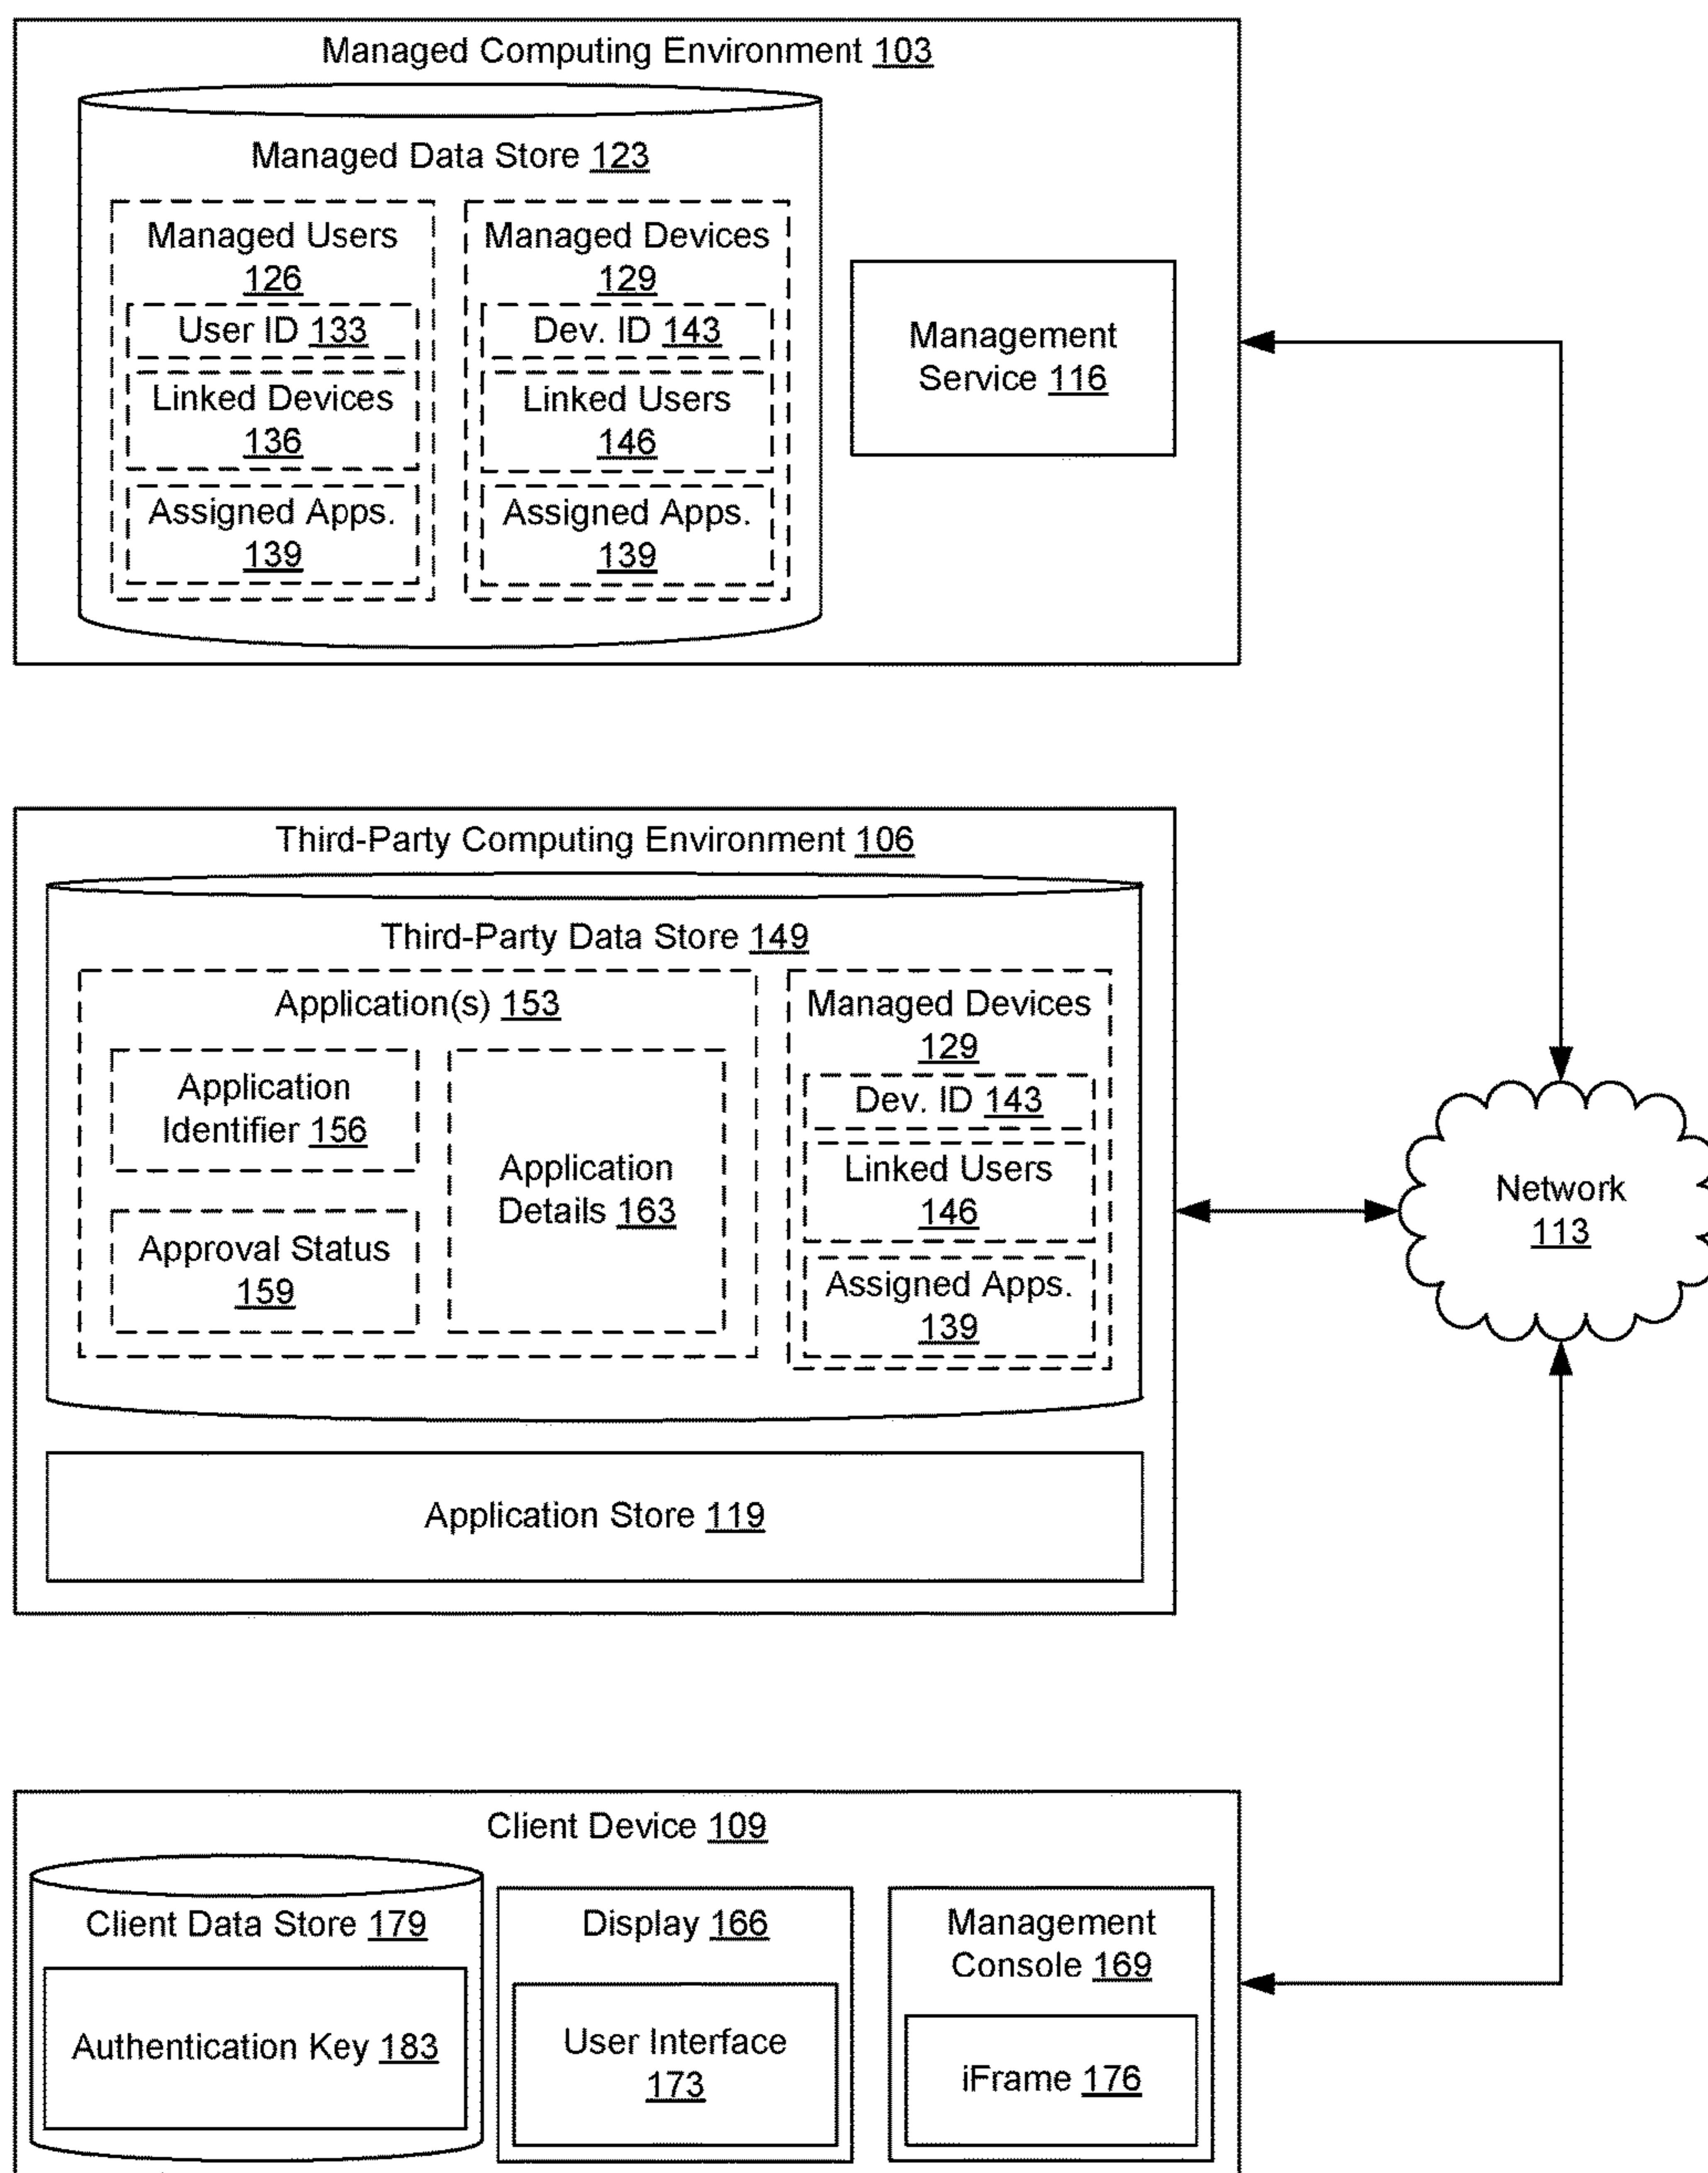 Managed Computing Environment 103
Managed Data Store 123
Managed Users
126
User ID 133
Linked Devices
136
Assigned Apps.
139
Managed Devices
129
Dev. ID 143
Linked Users
146
Assigned Apps.
139
Management
Service 116
Third-Party Computing Environment 106
Third-Party Data Store 149
Application(s) 153
Application
Identifier 156
Approval Status
159
Application
Details 163
Managed Devices
129
Dev. ID 143
Linked Users
146
Assigned Apps.
139
Application Store 119
Network
113
Client Device 109
Client Data Store 179
Authentication Key 183
Display 166
User Interface
173
Management
Console 169
iFrame 176